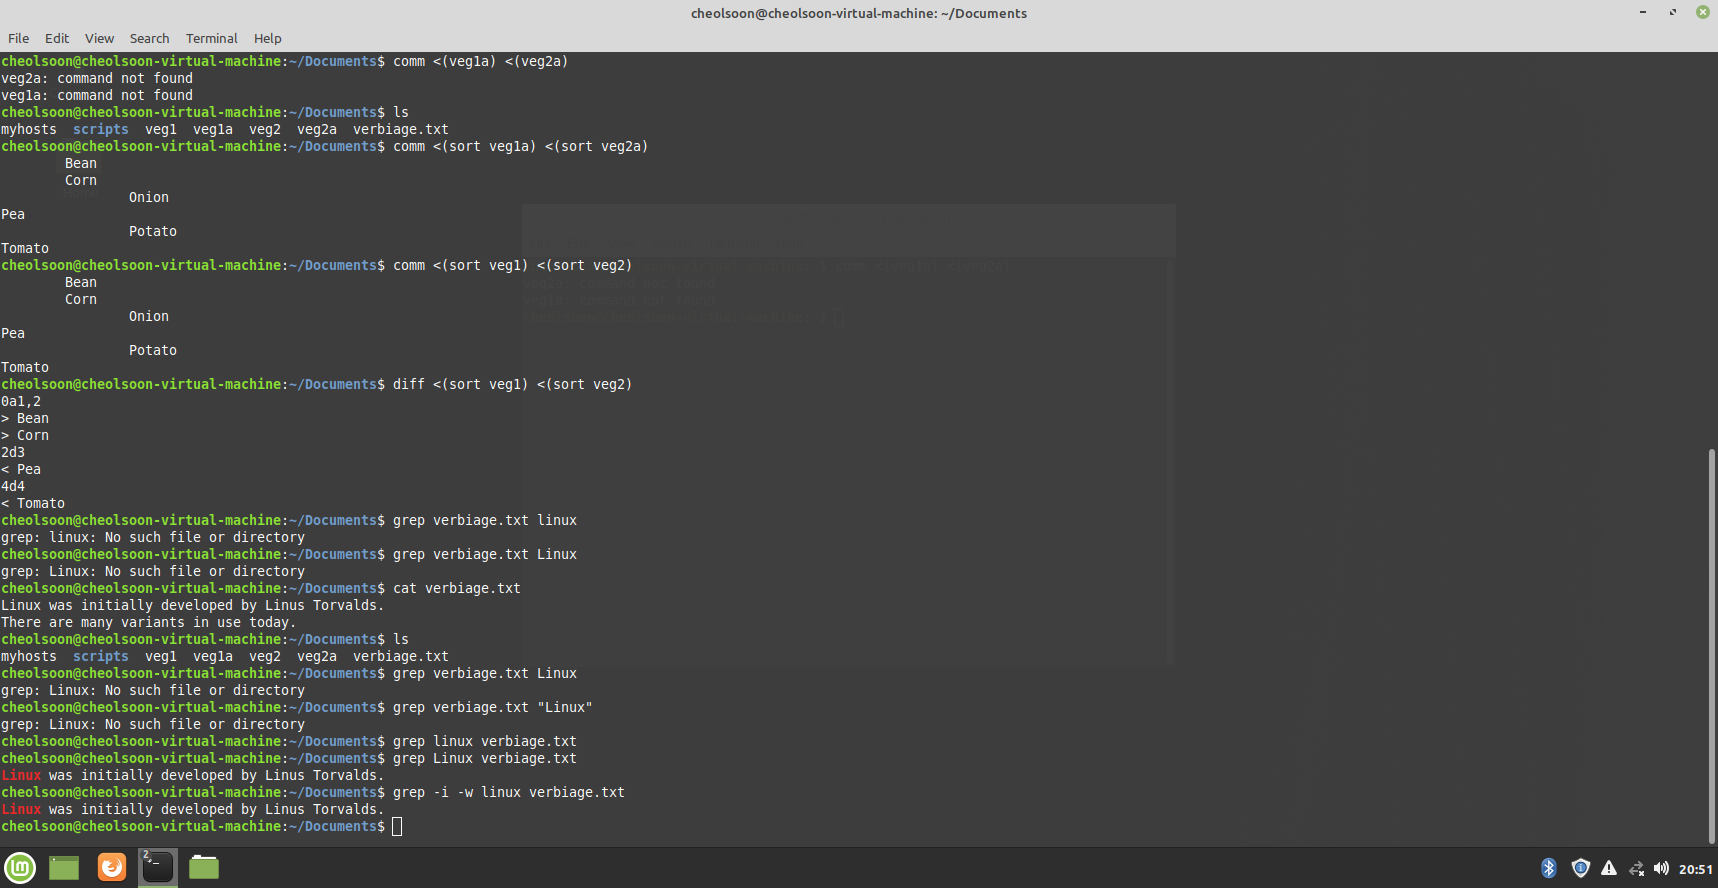 cheolsoon@cheolsoon-virtual-machine: ~/Documents
File Edit View Search Terminal Help
cheolsoon@cheolsoon-virtual-machine:~/Documents$ comm <(veg1a) <(veg2a)
veg2a: command not found
veg1a: command not found
cheolsoon@cheolsoon-virtual-machine:~/Documents$ ls
myhosts  scripts  veg1  veg1a  veg2  veg2a  verbiage.txt
cheolsoon@cheolsoon-virtual-machine:~/Documents$ comm <(sort veg1a) <(sort veg2a)
        Bean
        Corn
                Onion
Pea
                Potato
Tomato
cheolsoon@cheolsoon-virtual-machine:~/Documents$ comm <(sort veg1) <(sort veg2)
        Bean
        Corn
                Onion
Pea
                Potato
Tomato
cheolsoon@cheolsoon-virtual-machine:~/Documents$ diff <(sort veg1) <(sort veg2)
0a1,2
> Bean
> Corn
2d3
< Pea
4d4
< Tomato
cheolsoon@cheolsoon-virtual-machine:~/Documents$ grep verbiage.txt linux
grep: linux: No such file or directory
cheolsoon@cheolsoon-virtual-machine:~/Documents$ grep verbiage.txt Linux
grep: Linux: No such file or directory
cheolsoon@cheolsoon-virtual-machine:~/Documents$ cat verbiage.txt
Linux was initially developed by Linus Torvalds.
There are many variants in use today.
cheolsoon@cheolsoon-virtual-machine:~/Documents$ ls
myhosts  scripts  veg1  veg1a  veg2  veg2a  verbiage.txt
cheolsoon@cheolsoon-virtual-machine:~/Documents$ grep verbiage.txt Linux
grep: Linux: No such file or directory
cheolsoon@cheolsoon-virtual-machine:~/Documents$ grep verbiage.txt "Linux"
grep: Linux: No such file or directory
cheolsoon@cheolsoon-virtual-machine:~/Documents$ grep linux verbiage.txt
cheolsoon@cheolsoon-virtual-machine:~/Documents$ grep Linux verbiage.txt
Linux was initially developed by Linus Torvalds.
cheolsoon@cheolsoon-virtual-machine:~/Documents$ grep -i -w linux verbiage.txt
Linux was initially developed by Linus Torvalds.
cheolsoon@cheolsoon-virtual-machine:~/Documents$
2
20:51